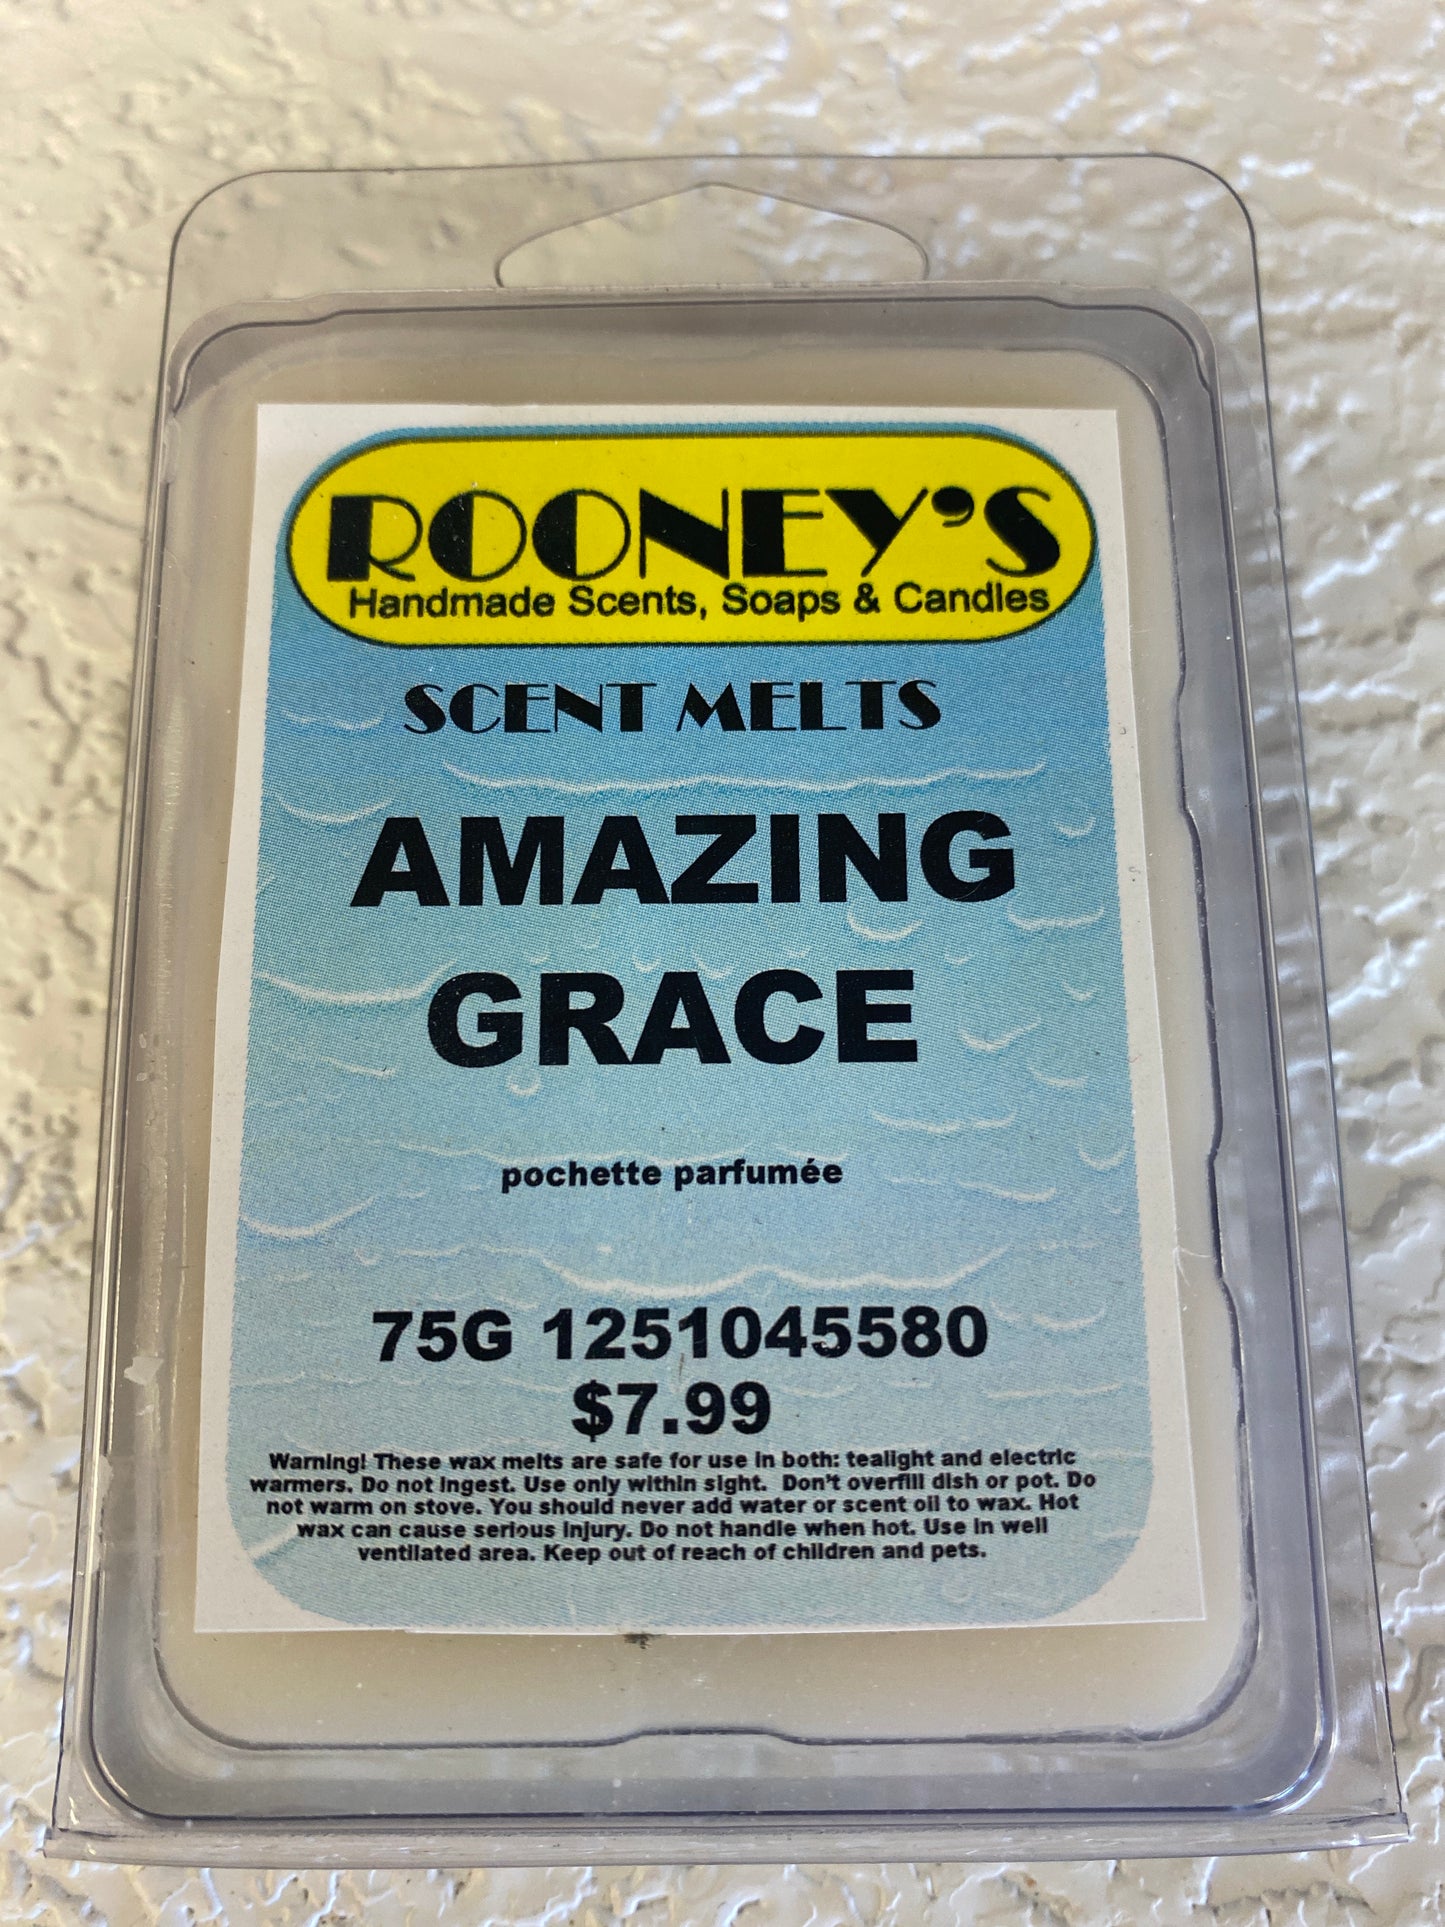 ROONEY'S
Handmade Scents, Soaps & Candles
SCENT MELTS
AMAZING
GRACE
pochette parfumée
75G 1251045580
$7.99
Warning! These wax melts are safe for use in both: tealight and electric
warmers. Do not ingest. Use only within sight. Don't overfill dish or pot. Do
not warm on stove. You should never add water or scent oil to wax. Hot
wax can cause serious injury. Do not handle when hot. Use in well
ventilated area. Keep out of reach of children and pets.